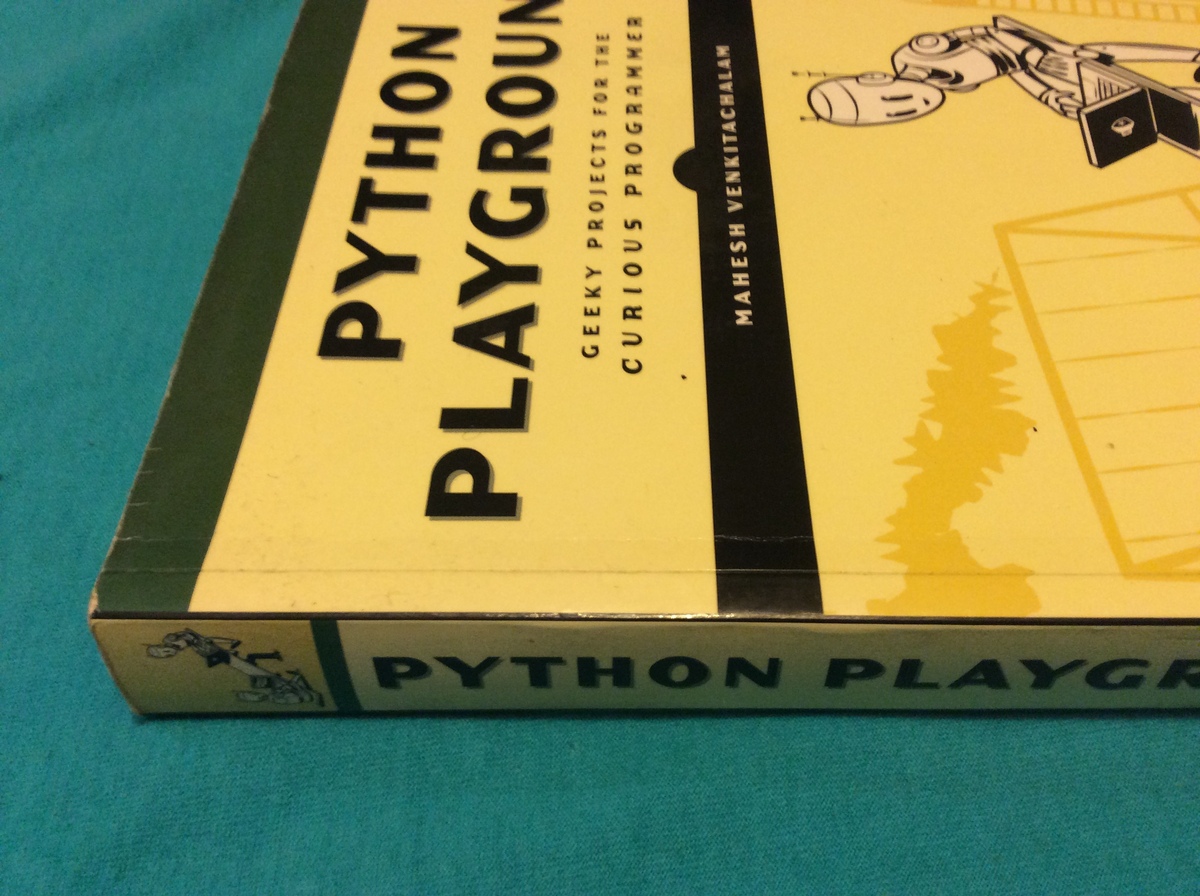 PYTHON
PLAYGROUN
GEEKY PROJECTS FOR THE
CURIOUS PROGRAMMER
MAHESH VENKITACHALAM
PYTHON PLAYGR